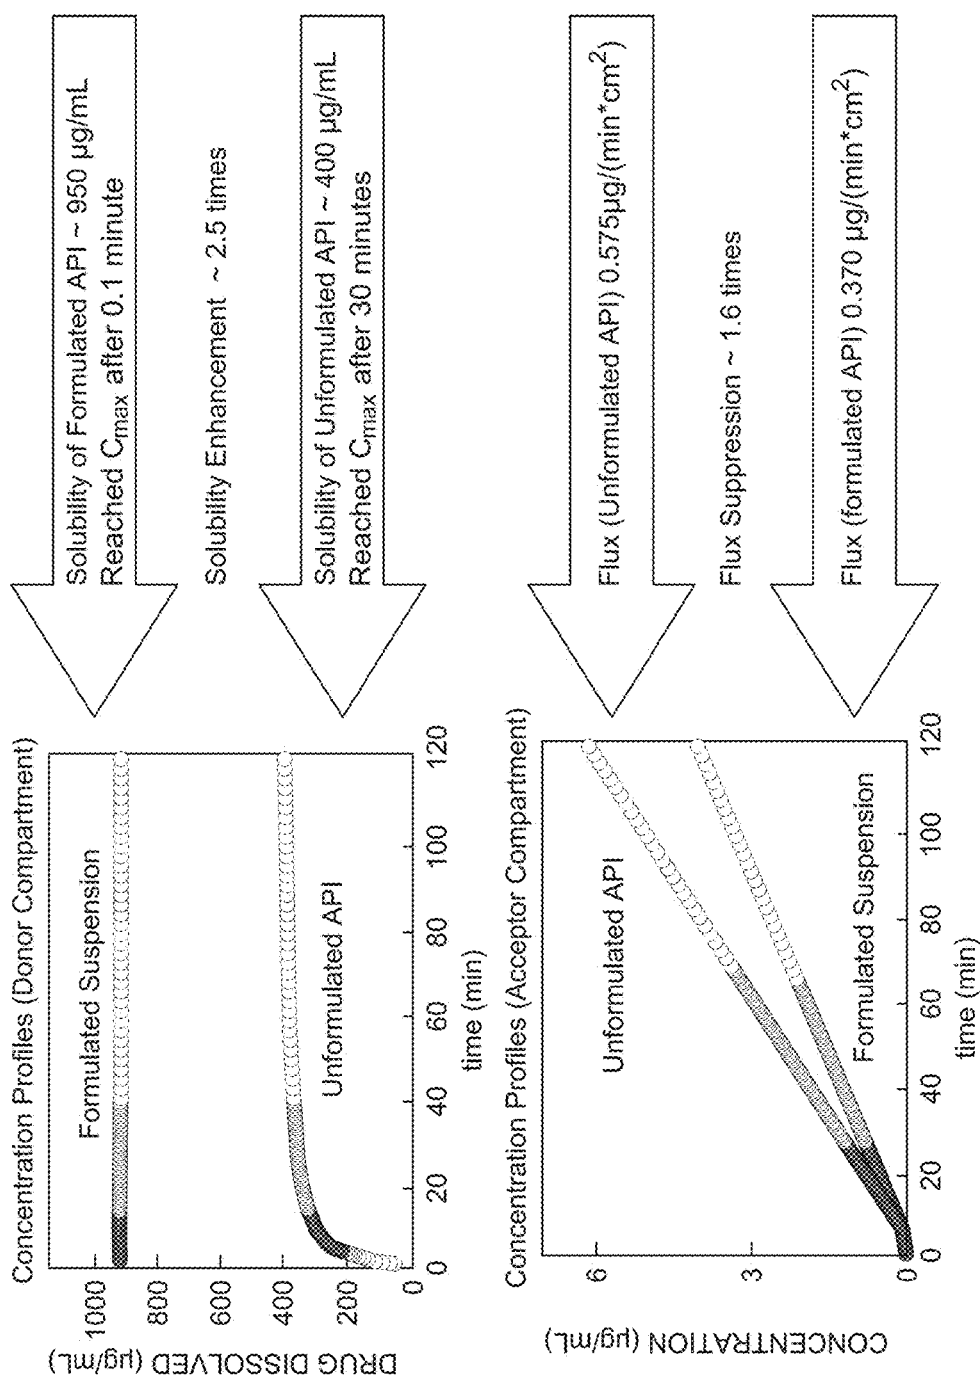 Concentration Profiles (Donor Compartment)
DRUG DISSOLVED (µg/mL)
1000
800
600
400
200
0
Formulated Suspension
Unformulated API
0
20
40
60
80
100
120
time (min)
Solubility of Formulated API ~ 950 µg/mL
Reached Cmax after 0.1 minute
Solubility Enhancement ~ 2.5 times
Solubility of Unformulated API ~ 400 µg/mL
Reached Cmax after 30 minutes
Concentration Profiles (Acceptor Compartment)
CONCENTRATION (µg/mL)
6
3
0
Unformulated API
Formulated Suspension
0
20
40
60
80
100
120
time (min)
Flux (Unformulated API) 0.575µg/(min*cm²)
Flux Suppression ~ 1.6 times
Flux (formulated API) 0.370 µg/(min*cm²)